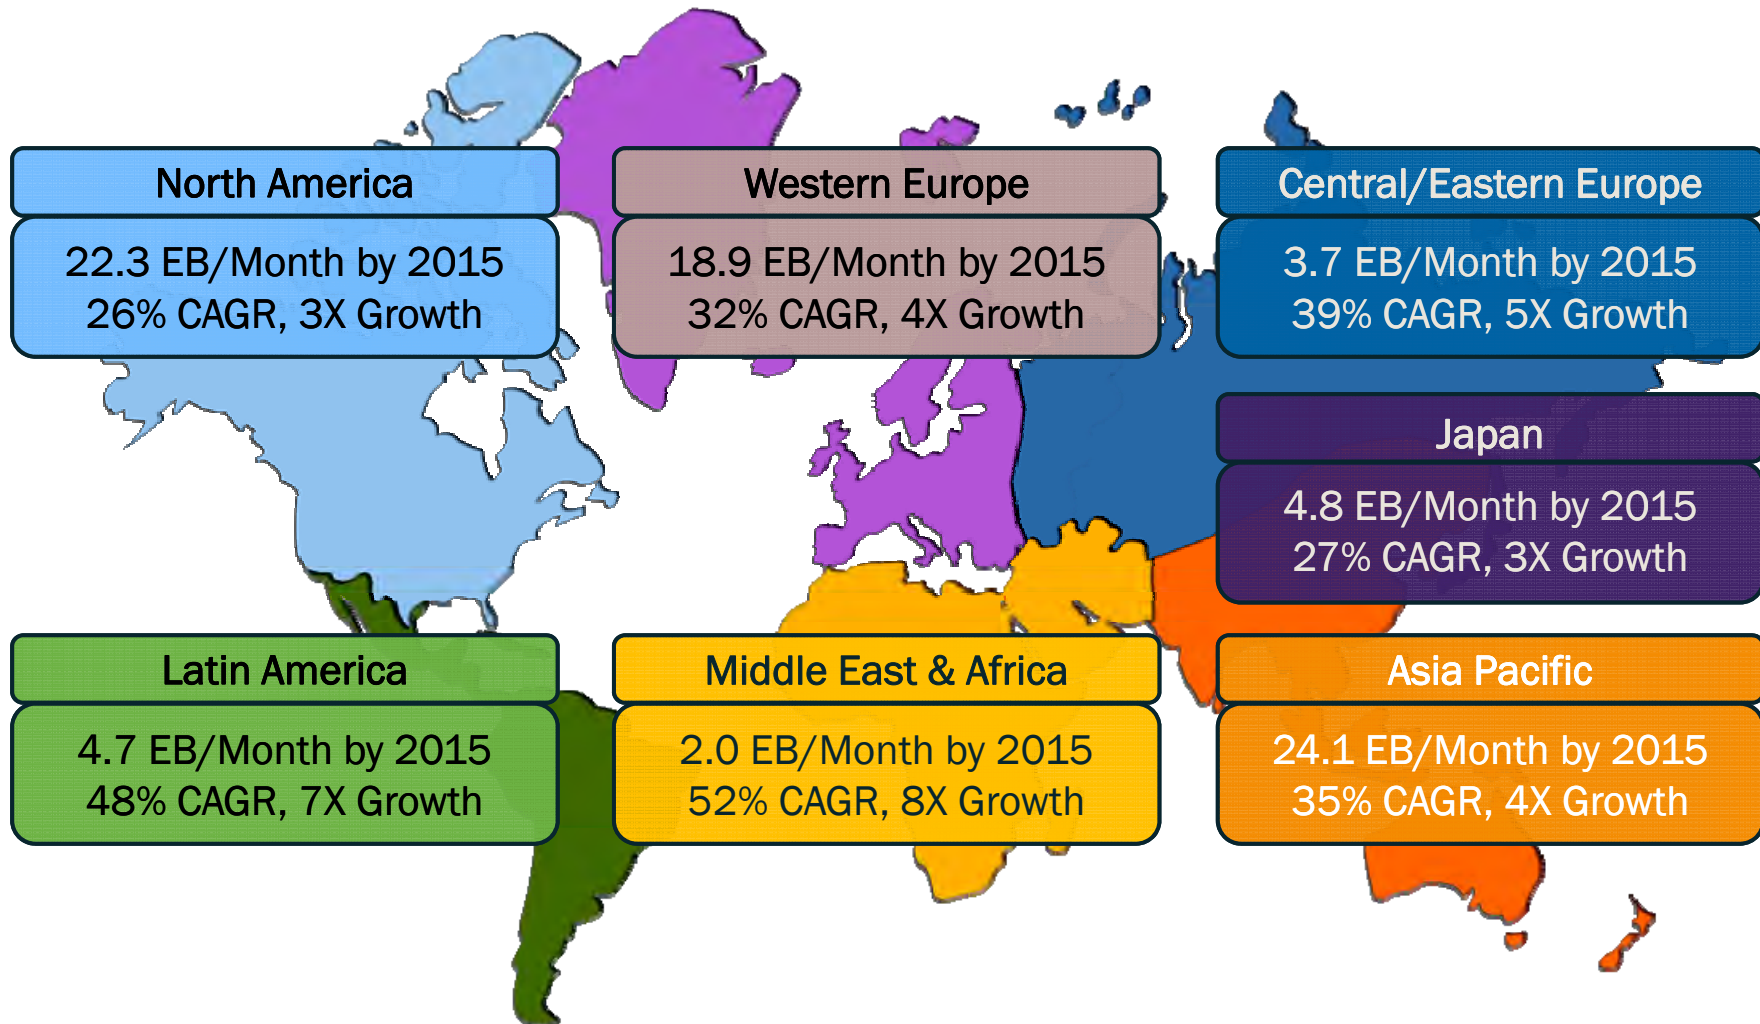 North America
22.3 EB/Month by 2015
26% CAGR, 3X Growth
Western Europe
18.9 EB/Month by 2015
32% CAGR, 4X Growth
Central/Eastern Europe
3.7 EB/Month by 2015
39% CAGR, 5X Growth
Japan
4.8 EB/Month by 2015
27% CAGR, 3X Growth
Latin America
4.7 EB/Month by 2015
48% CAGR, 7X Growth
Middle East & Africa
2.0 EB/Month by 2015
52% CAGR, 8X Growth
Asia Pacific
24.1 EB/Month by 2015
35% CAGR, 4X Growth